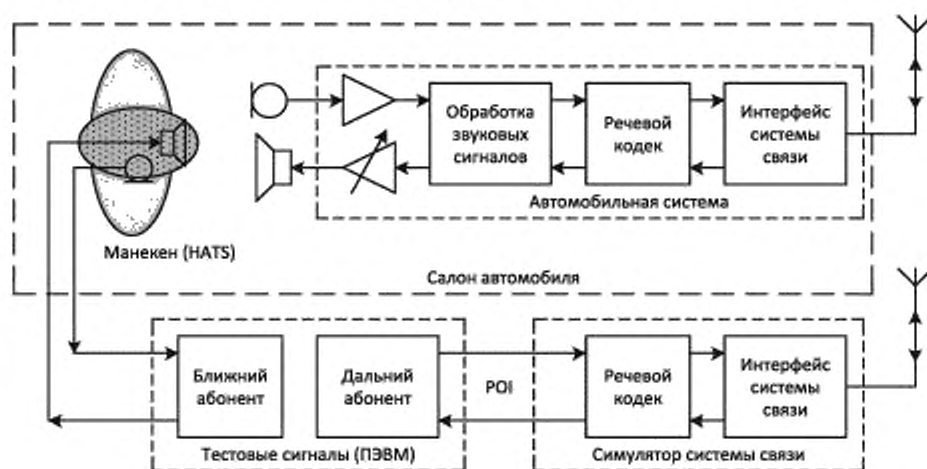 Обработка
звуковых
сигналов
Речевой
кодек
Интерфейс
системы
связи
Автомобильная система
Манекен (HATS)
Салон автомобиля
Ближний
абонент
Дальний
абонент
POI
Речевой
кодек
Интерфейс
системы
связи
Тестовые сигналы (ПЭВМ)
Симулятор системы связи